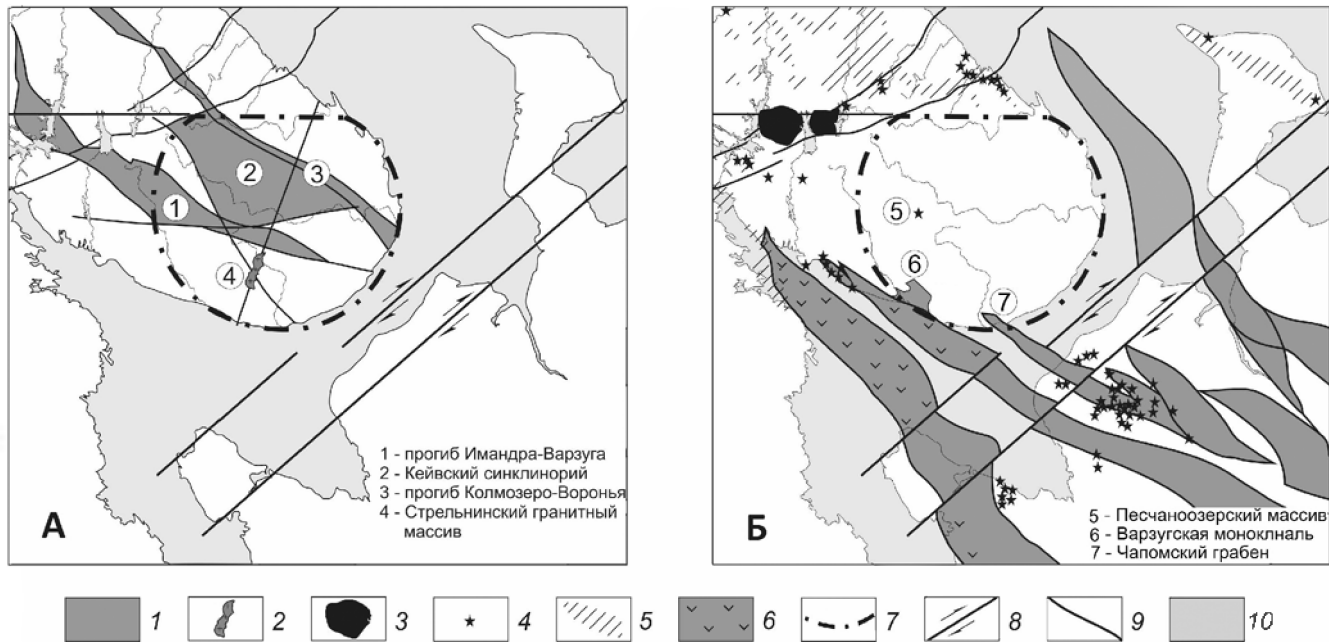 1
2
3
4
1 - прогиб Имандра-Варзуга
2 - Кейвский синклинорий
3 - прогиб Колмозеро-Воронья
4 - Стрельнинский гранитный
массив
А
5
6
7
5 - Песчаноозерский массив
6 - Варзугская моноклналь
7 - Чапомский грабен
Б
1
2
3
4
5
6
7
8
9
10